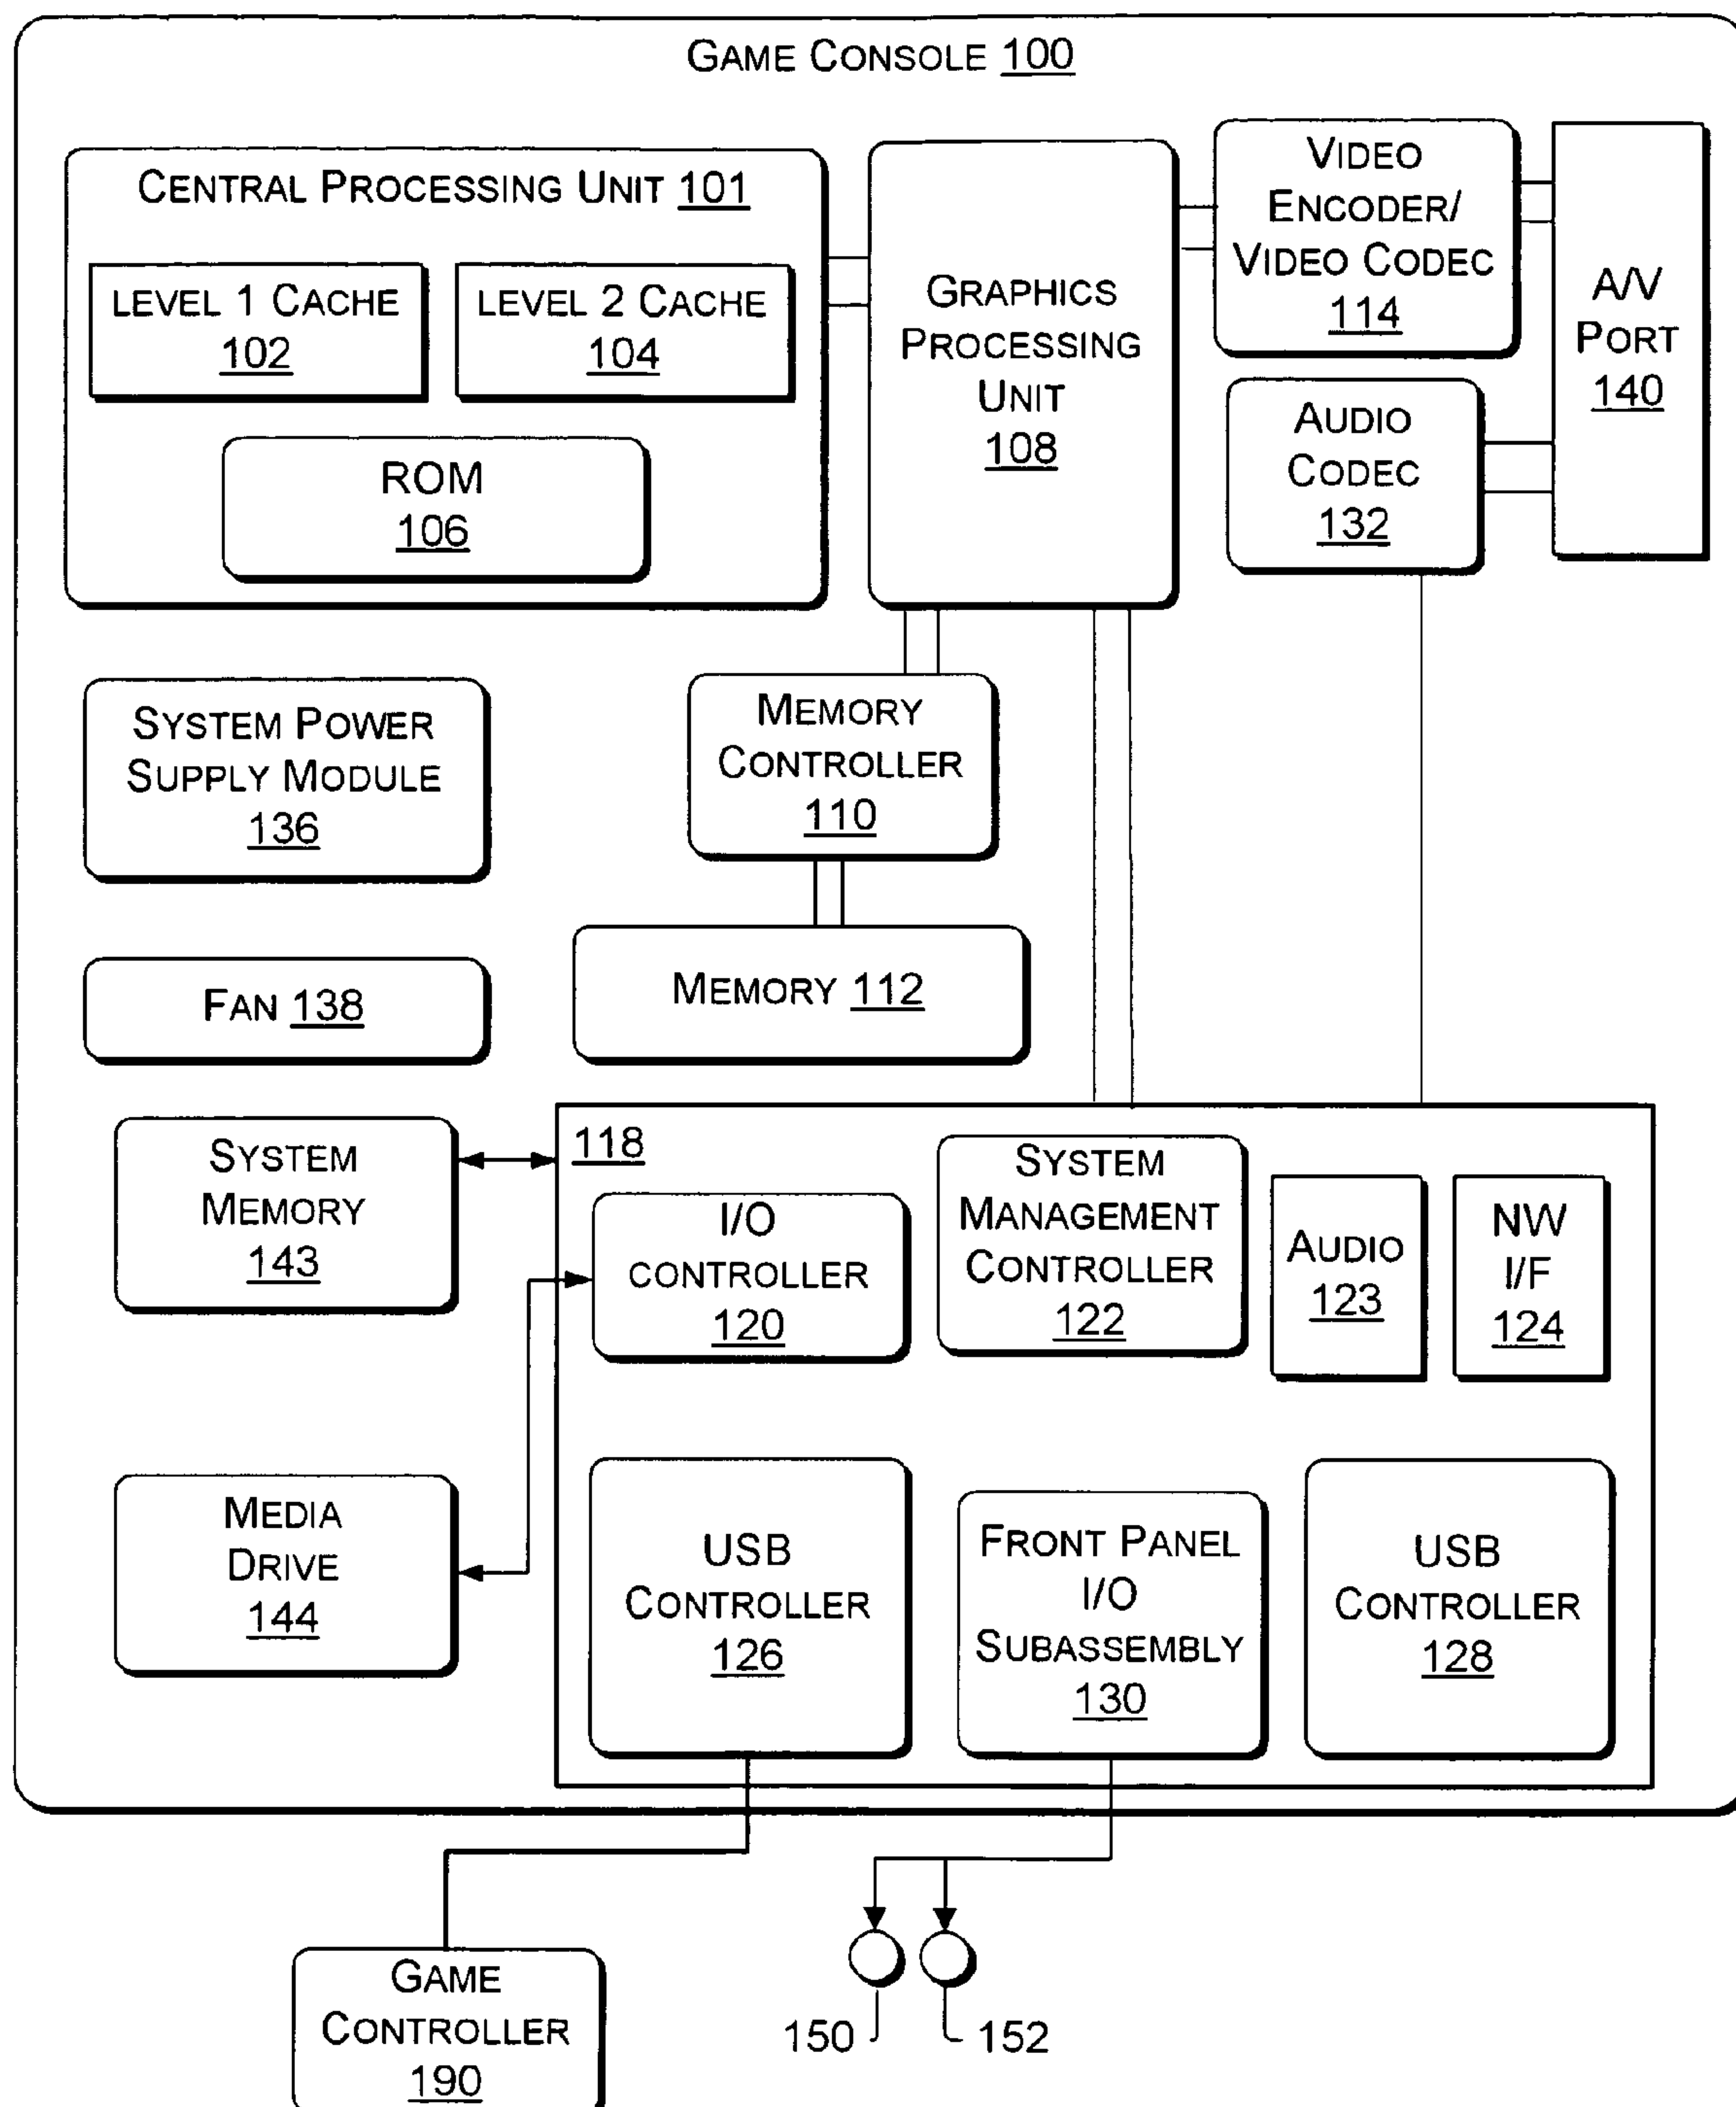 GAME CONSOLE 100
CENTRAL PROCESSING UNIT 101
LEVEL 1 CACHE
102
LEVEL 2 CACHE
104
ROM
106
GRAPHICS
PROCESSING
UNIT
108
VIDEO
ENCODER/
VIDEO CODEC
114
A/V
PORT
140
AUDIO
CODEC
132
SYSTEM POWER
SUPPLY MODULE
136
MEMORY
CONTROLLER
110
FAN 138
MEMORY 112
SYSTEM
MEMORY
143
118
I/O
CONTROLLER
120
SYSTEM
MANAGEMENT
CONTROLLER
122
AUDIO
123
NW
I/F
124
MEDIA
DRIVE
144
USB
CONTROLLER
126
FRONT PANEL
I/O
SUBASSEMBLY
130
USB
CONTROLLER
128
GAME
CONTROLLER
190
150
152